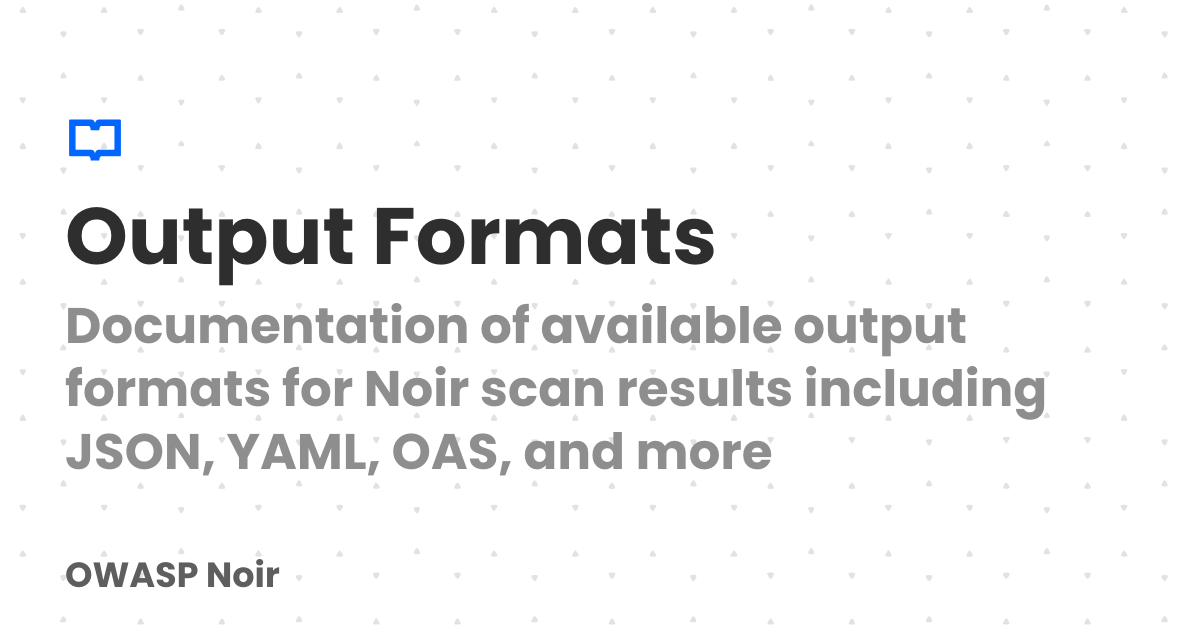 Output Formats
Documentation of available output
formats for Noir scan results including
JSON, YAML, OAS, and more
OWASP Noir